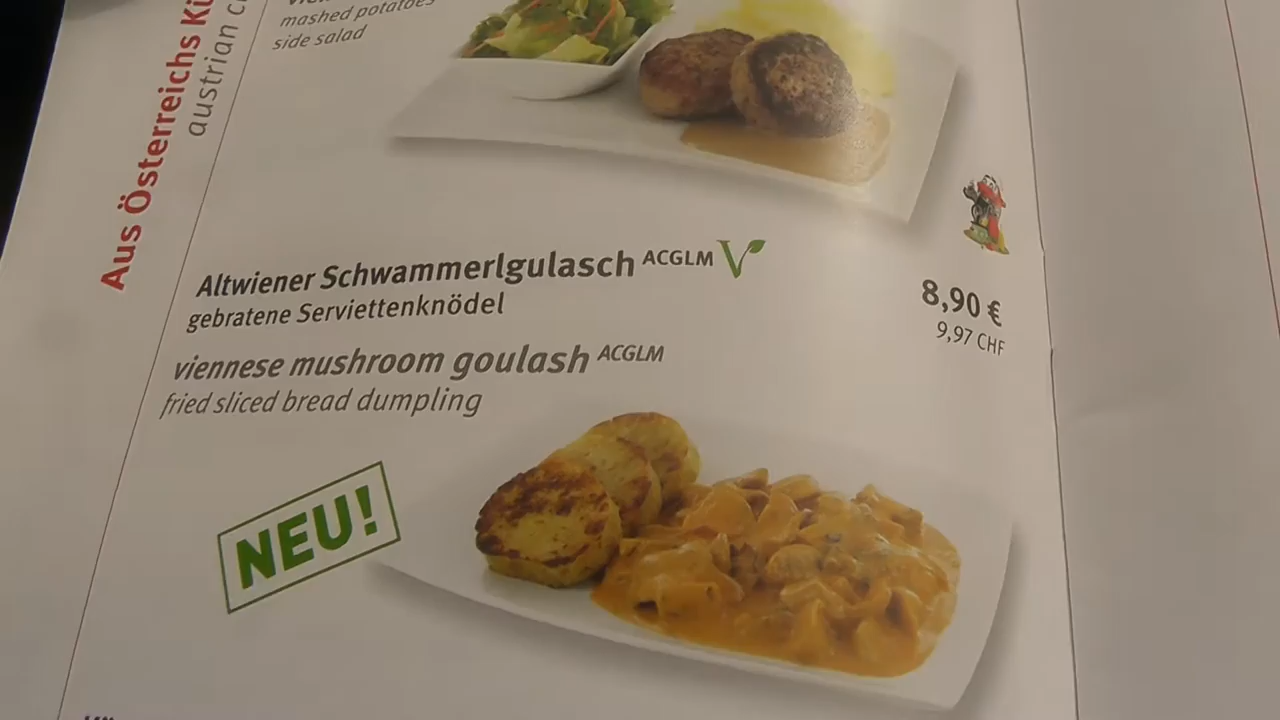 mashed potatoes
side salad
Aus Österreichs
austrian
Altwiener Schwammerlgulasch ACGLM
gebratene Serviettenknödel
8,90 €
9,97 CHF
viennese mushroom goulash ACGLM
fried sliced bread dumpling
NEU!